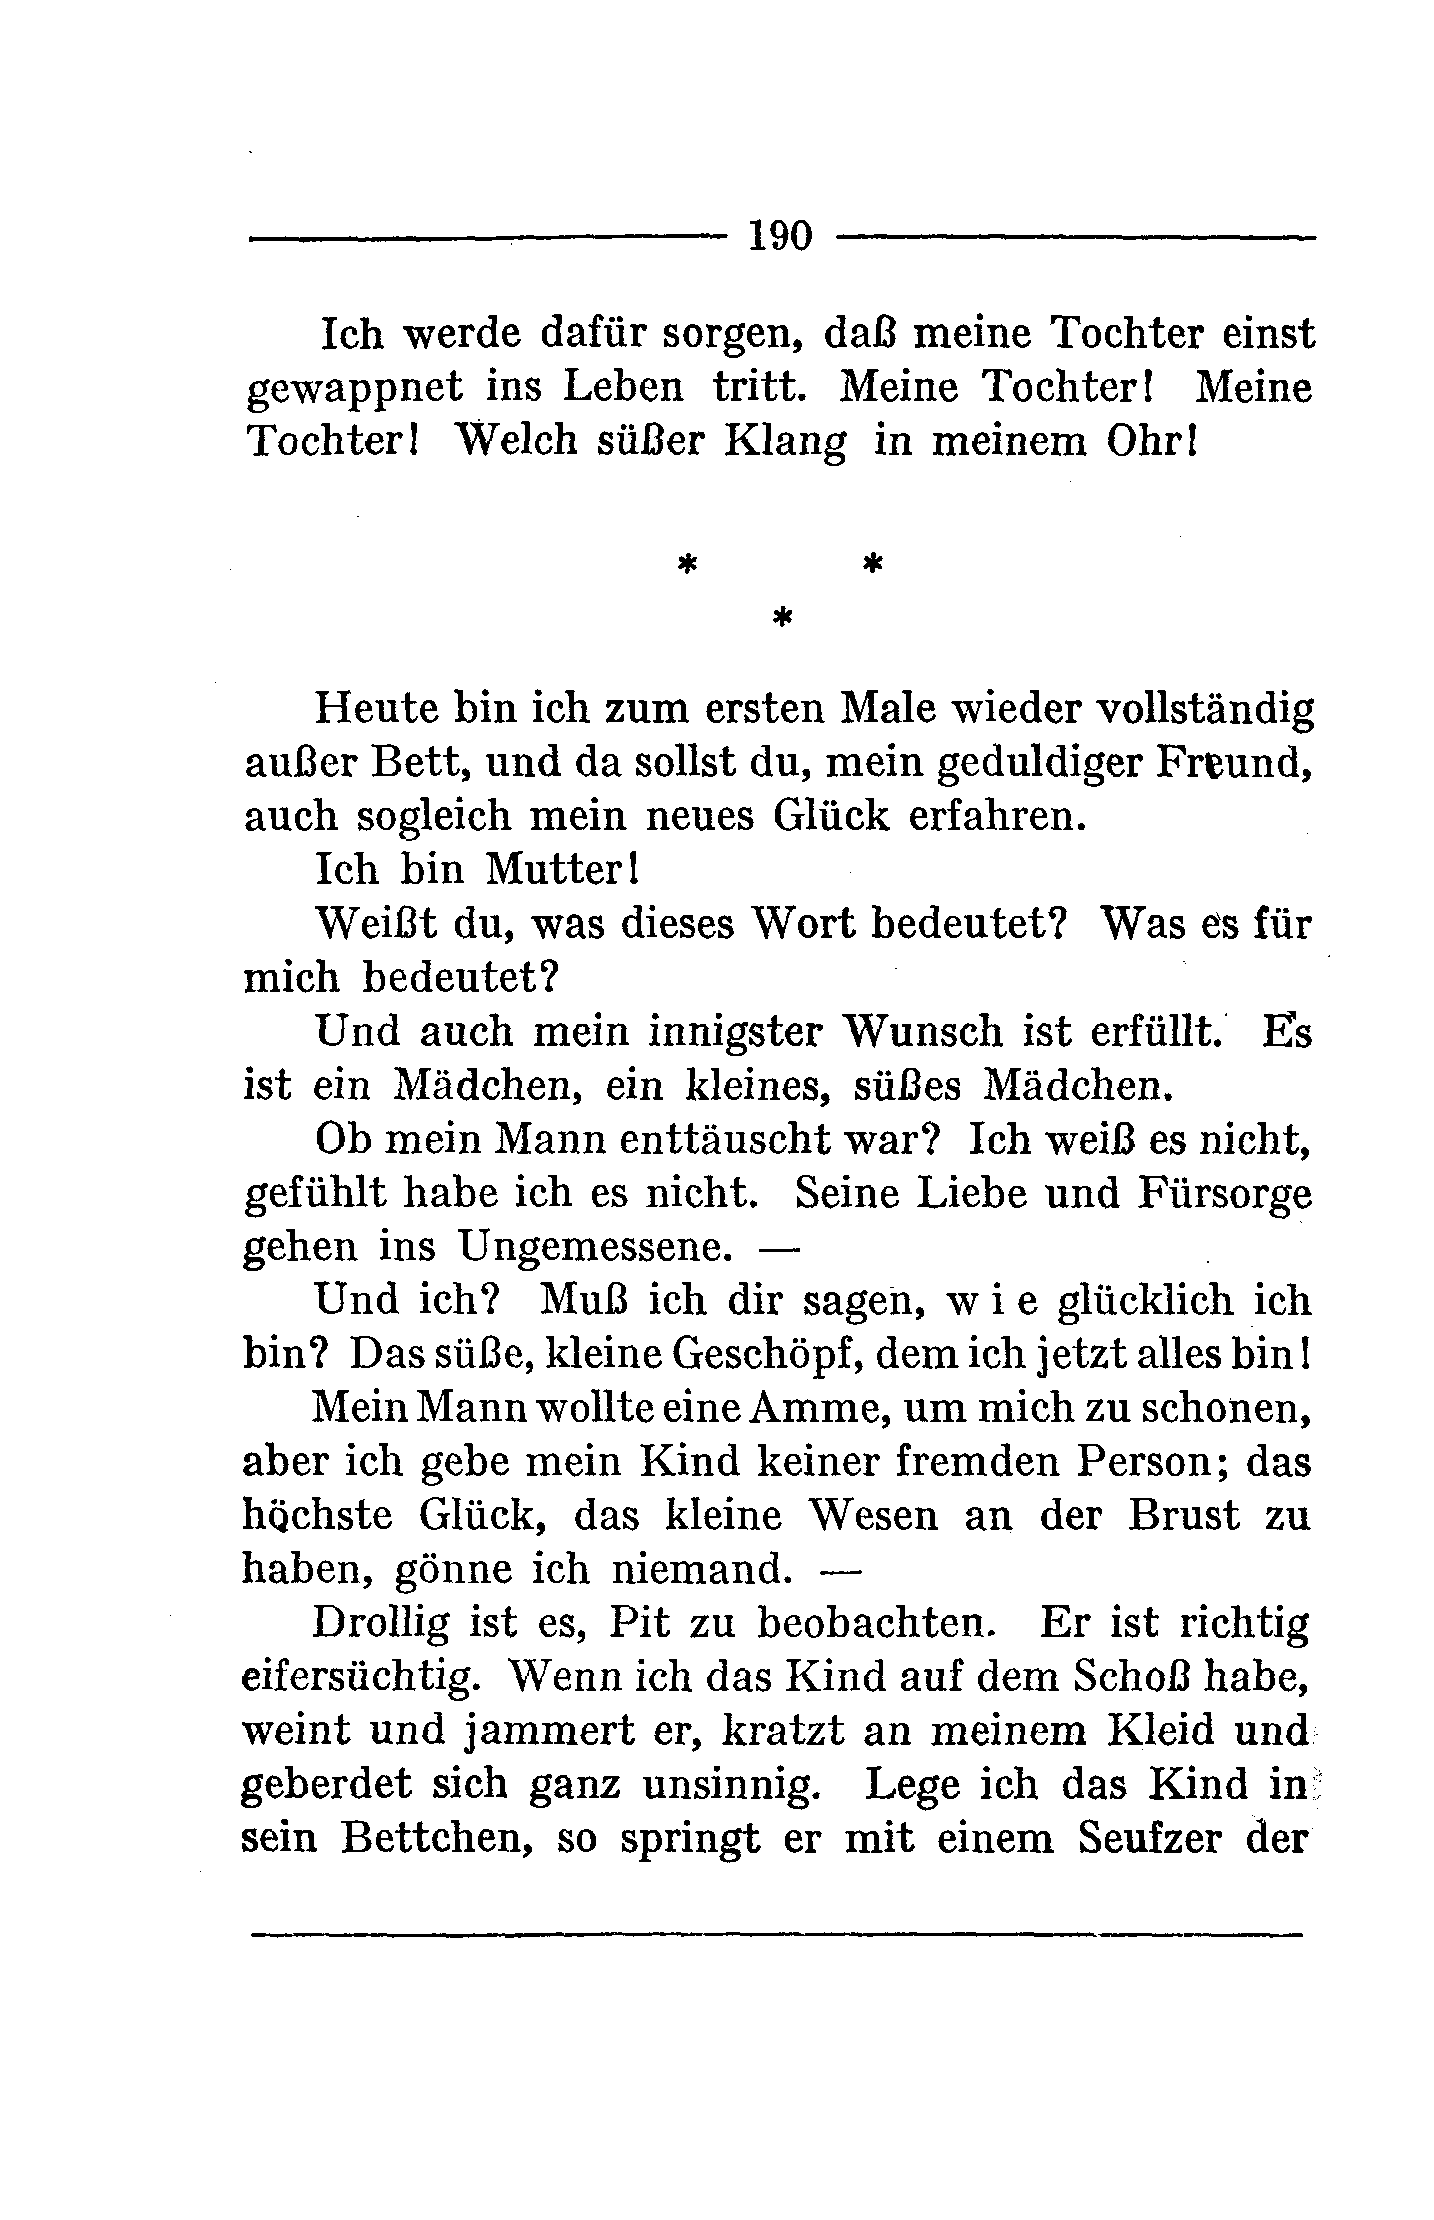 190
Ich werde dafür sorgen, daß meine Tochter einst
gewappnet ins Leben tritt. Meine Tochter! Meine
Tochter! Welch süßer Klang in meinem Ohr!
* *
*
Heute bin ich zum ersten Male wieder vollständig
außer Bett, und da sollst du, mein geduldiger Freund,
auch sogleich mein neues Glück erfahren.
Ich bin Mutter!
Weißt du, was dieses Wort bedeutet? Was es für
mich bedeutet?
Und auch mein innigster Wunsch ist erfüllt. Es
ist ein Mädchen, ein kleines, süßes Mädchen.
Ob mein Mann enttäuscht war? Ich weiß es nicht,
gefühlt habe ich es nicht. Seine Liebe und Fürsorge
gehen ins Ungemessene. —
Und ich? Muß ich dir sagen, w i e glücklich ich
bin? Das süße, kleine Geschöpf, dem ich jetzt alles bin!
Mein Mann wollte eine Amme, um mich zu schonen,
aber ich gebe mein Kind keiner fremden Person; das
höchste Glück, das kleine Wesen an der Brust zu
haben, gönne ich niemand. —
Drollig ist es, Pit zu beobachten. Er ist richtig
eifersüchtig. Wenn ich das Kind auf dem Schoß habe,
weint und jammert er, kratzt an meinem Kleid und
geberdet sich ganz unsinnig. Lege ich das Kind in
sein Bettchen, so springt er mit einem Seufzer der